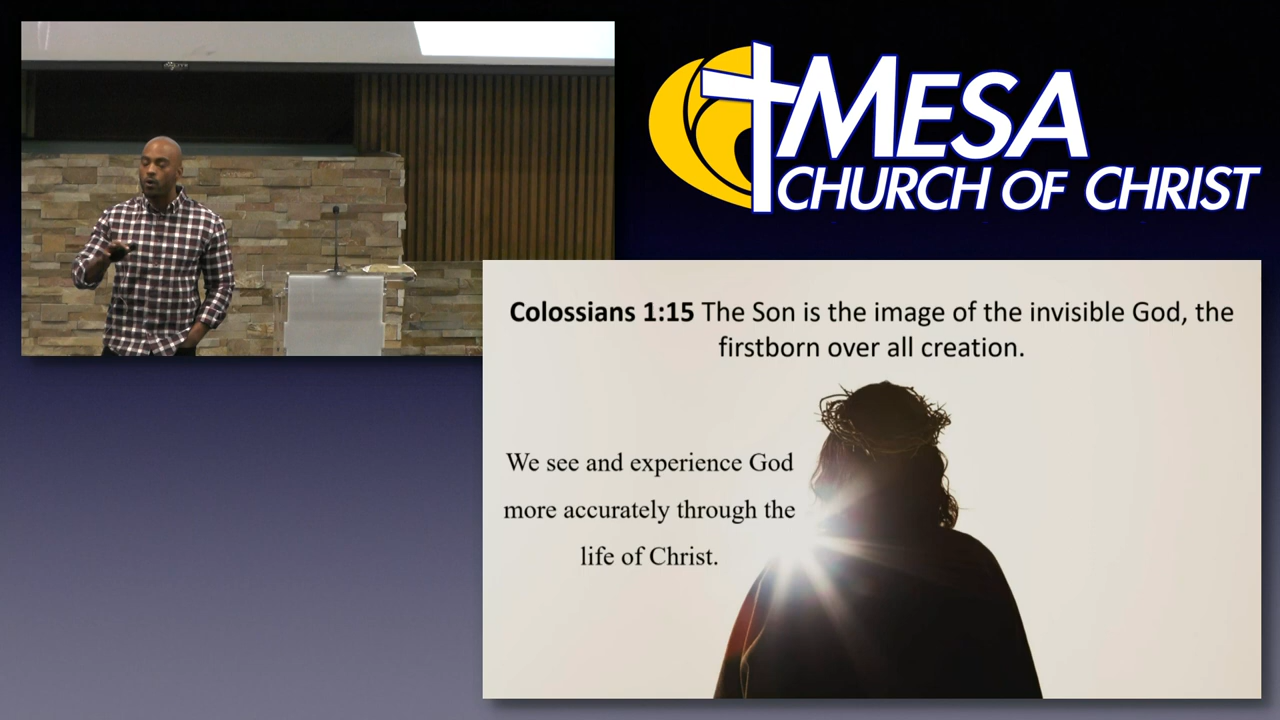 MESA
CHURCH OF CHRIST
Colossians 1:15 The Son is the image of the invisible God, the
firstborn over all creation.
We see and experience God
more accurately through the
life of Christ.